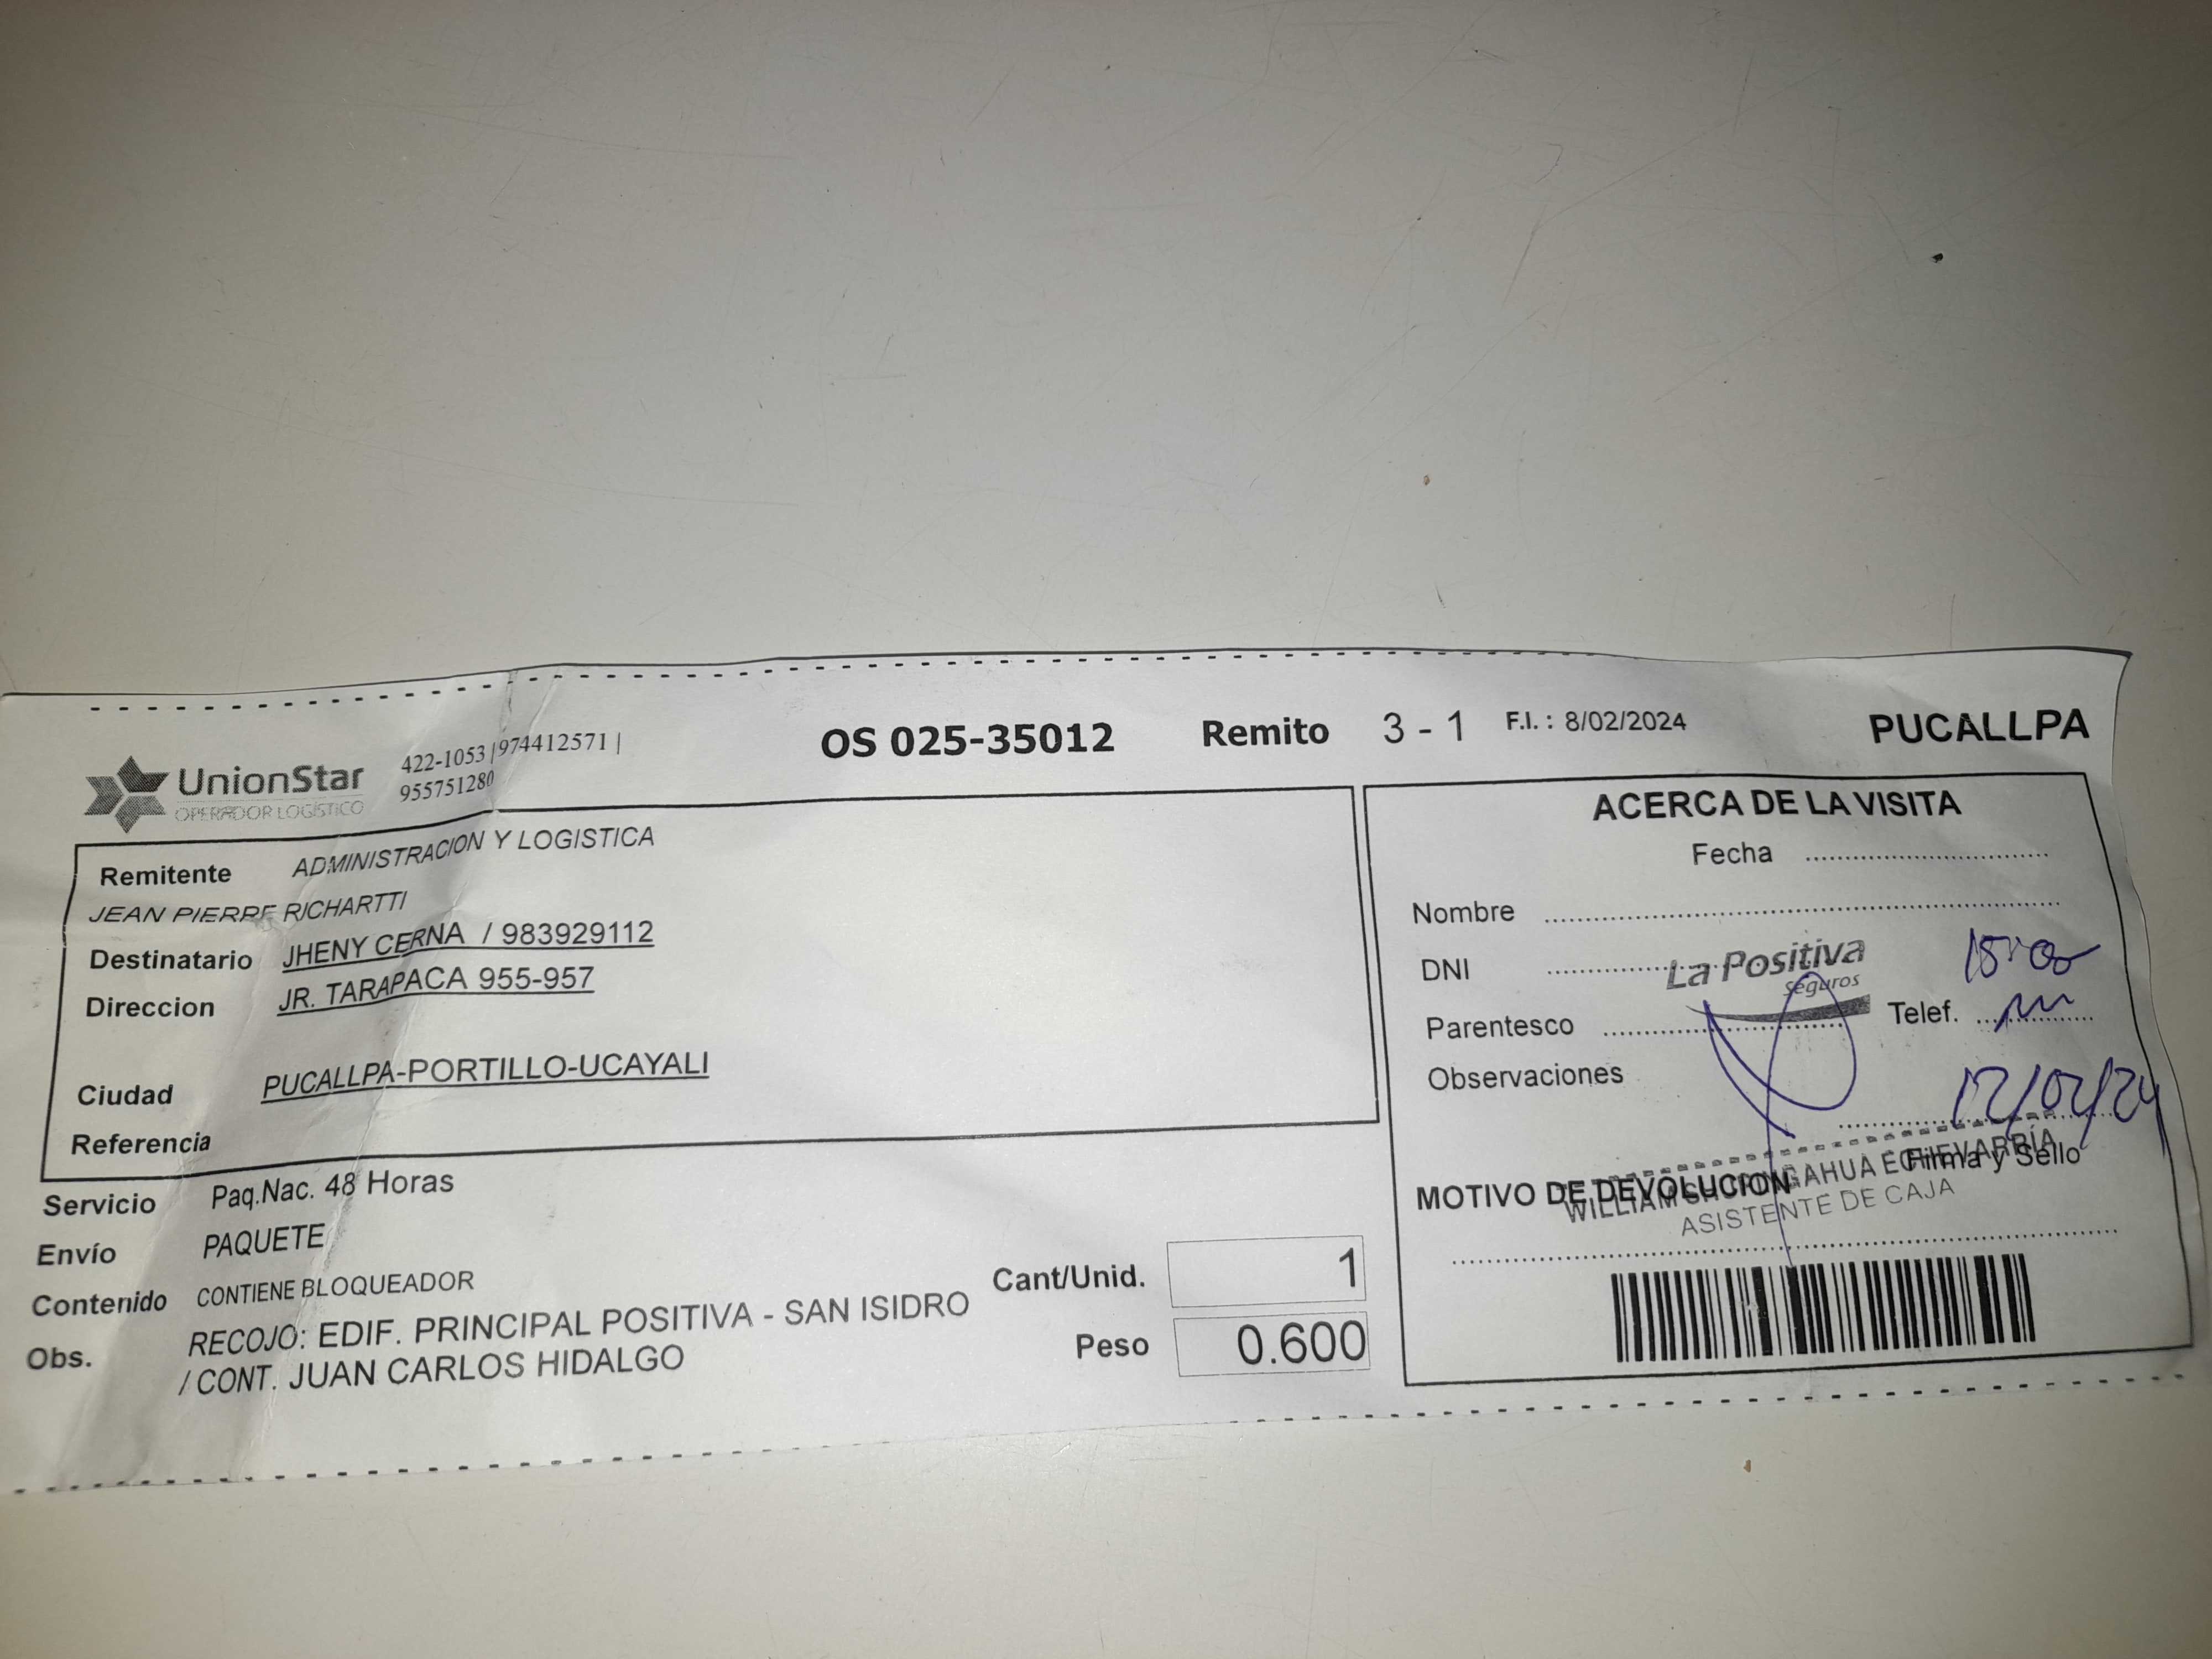 UnionStar
OPERADOR LOGÍSTICO
422-1053 | 974412571 |
955751280
OS 025-35012 Remito 3 - 1 F.I. : 8/02/2024 PUCALLPA
Remitente ADMINISTRACION Y LOGISTICA
JEAN PIERRE RICHARTTI
Destinatario JHENY CERNA / 983929112
Direccion JR. TARAPACA 955-957
Ciudad PUCALLPA-PORTILLO-UCAYALI
Referencia
Servicio Paq.Nac. 48 Horas
Envío PAQUETE
Contenido CONTIENE BLOQUEADOR
Obs. RECOJO: EDIF. PRINCIPAL POSITIVA - SAN ISIDRO
/ CONT. JUAN CARLOS HIDALGO
Cant/Unid. 1
Peso 0.600
ACERCA DE LA VISITA
Fecha
Nombre
DNI
La Positiva
seguros
Parentesco Telef.
Observaciones
12/02/24
Firma y Sello
MOTIVO DE DEVOLUCION
WILLIAM ECHEVARRÍA
ASISTENTE DE CAJA